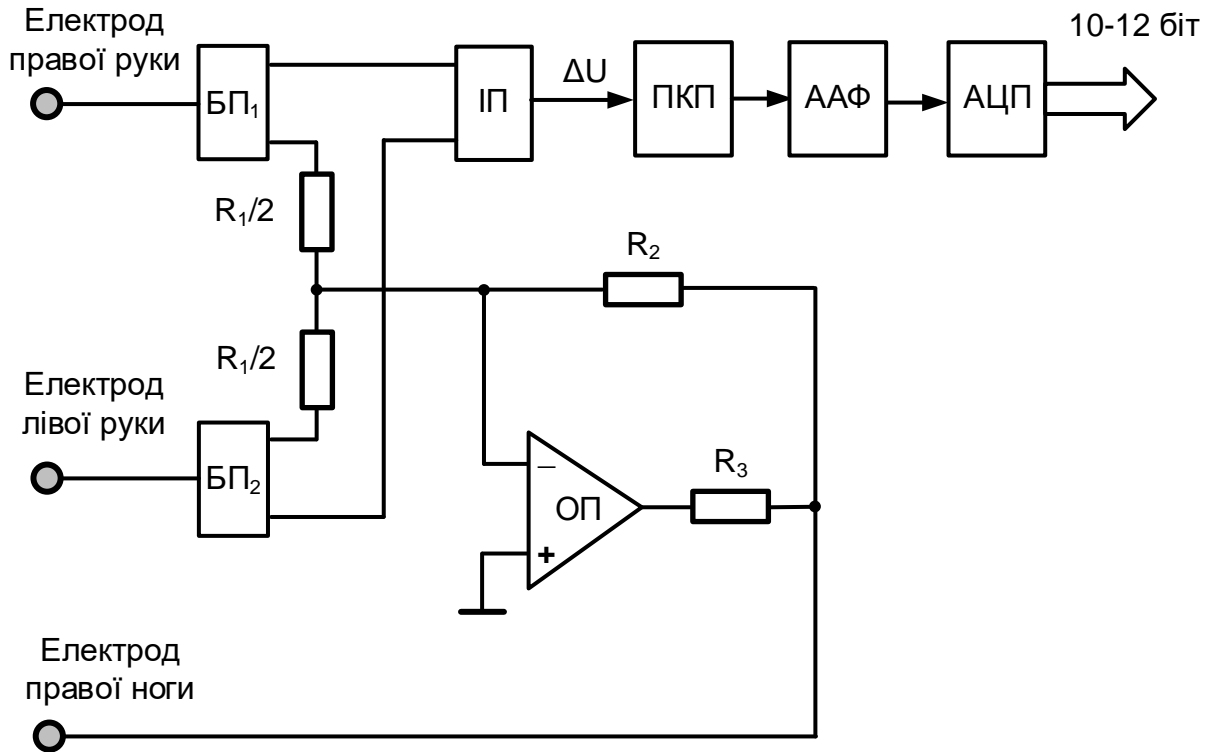 Електрод
правої руки
БП₁
ІП
ΔU
ПКП
ААФ
АЦП
10-12 біт
R₁/2
R₂
R₁/2
Електрод
лівої руки
БП₂
−
ОП
+
R₃
Електрод
правої ноги